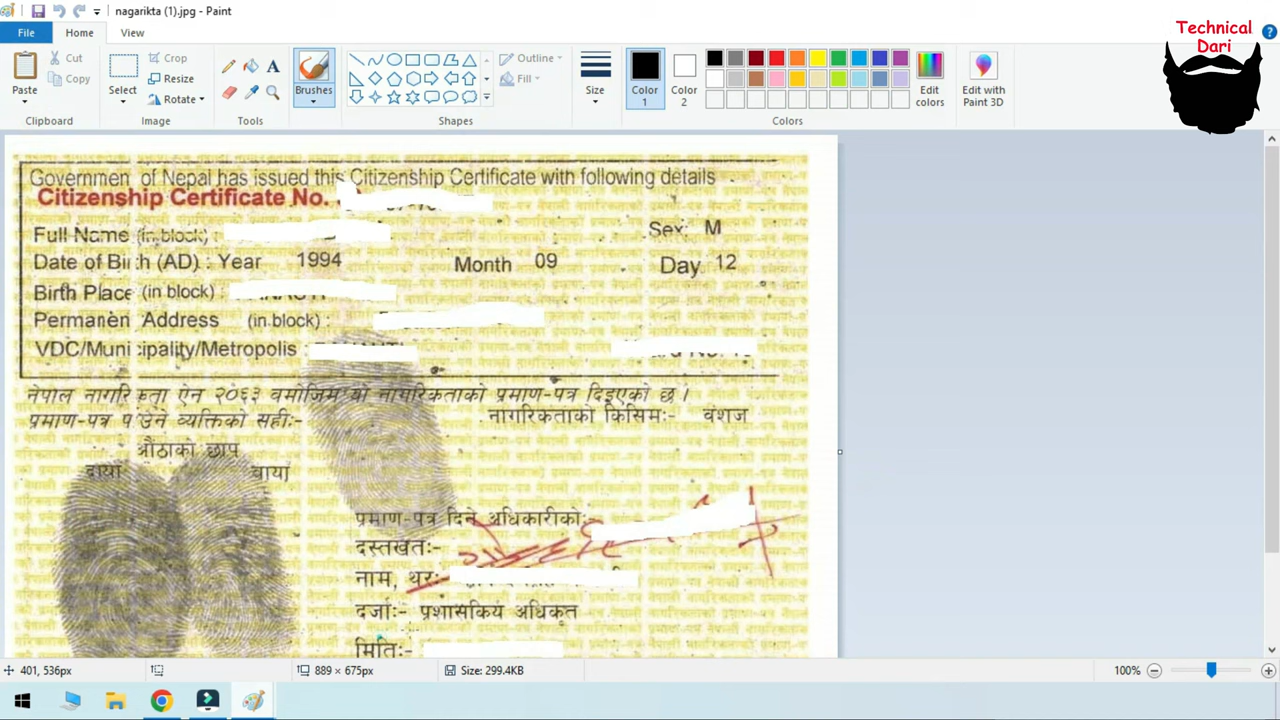 nagarikta (1).jpg - Paint
Technical
Dari
File Home View
Paste
Cut
Copy
Clipboard
Select
Crop
Resize
Rotate
Image
Tools
Brushes
Outline
Fill
Shapes
Size
Color 1
Color 2
Edit colors
Edit with Paint 3D
Colors
Governmen of Nepal has issued this Citizenship Certificate with following details
Citizenship Certificate No.
Full Name (in block) :
Sex: M
Date of Birth (AD) : Year 1994 Month 09 Day 12
Birth Place (in block) :
Permanen Address (in block) :
VDC/Municipality/Metropolis :
नेपाल नागरिकता ऐन २०६३ बमोजिम यो नागरिकताको प्रमाण-पत्र दिइएको छ।
प्रमाण-पत्र प उने व्यक्तिको सही:-
नागरिकताको किसिम:- वंशज
औंठाको छाप
दायाँ बायाँ
प्रमाण-पत्र दिने अधिकारीको:-
दस्तखत:-
नाम, थर:-
दर्जा:- प्रशासकिय अधिकृत
मिति:-
401, 536px
889 × 675px
Size: 299.4KB
100%